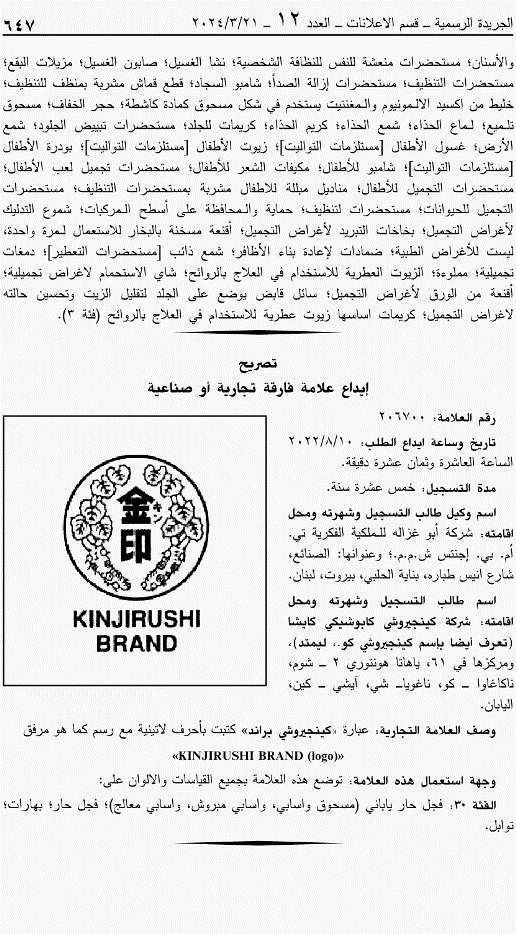 الجريدة الرسمية ــ قسم الاعلانات ــ العدد ١٢ ــ ٢٠٢٤/٣/٢١
٦٤٧
والأسنان؛ مستحضرات منعشة للنفس للنظافة الشخصية؛ نشا الغسيل؛ صابون الغسيل؛ مزيلات البقع؛
مستحضرات التنظيف؛ مستحضرات إزالة الصدأ؛ شامبو السجاد؛ قطع قماش مشربة بمنظف للتنظيف؛
خليط من اكسيد الالمونيوم والمغنتيت يستخدم في شكل مسحوق كمادة كاشطة؛ حجر الخفاف؛ مسحوق
تلميع؛ لماع الحذاء؛ شمع الحذاء؛ كريم الحذاء؛ كريمات للجلد؛ مستحضرات تبييض الجلود؛ شمع
الأرض؛ غسول الأطفال [مستلزمات التواليت]؛ زيوت الأطفال [مستلزمات التواليت]؛ بودرة الأطفال
[مستلزمات التواليت]؛ شامبو للأطفال؛ مكيفات الشعر للأطفال؛ مستحضرات تجميل لعب الأطفال؛
مستحضرات التجميل للأطفال؛ مناديل مبللة للاطفال مشربة بمستحضرات التنظيف؛ مستحضرات
التجميل للحيوانات؛ مستحضرات لتنظيف، حماية والمحافظة على أسطح المركبات؛ شموع التدليك
لأغراض التجميل؛ بخاخات التبريد لأغراض التجميل؛ أقنعة مسخنة بالبخار للاستعمال لمرة واحدة،
ليست للأغراض الطبية؛ ضمادات لإعادة بناء الأظافر؛ شمع ذائب [مستحضرات التعطير]؛ دمغات
تجميلية؛ مملوءة؛ الزيوت العطرية للاستخدام في العلاج بالروائح؛ شاي الاستحمام لاغراض تجميلية؛
أقنعة من الورق لأغراض التجميل؛ سائل قابض يوضع على الجلد لتقليل الزيت وتحسين حالته
لاغراض التجميل؛ كريمات اساسها زيوت عطرية للاستخدام في العلاج بالروائح (فئة ٣).
تصريح
إيداع علامة فارقة تجارية أو صناعية
رقم العلامة: ٢٠٦٧٠٠
تاريخ وساعة ايداع الطلب: ٢٠٢٢/٨/١٠
الساعة العاشرة وثمان عشرة دقيقة.
مدة التسجيل: خمس عشرة سنة.
اسم وكيل طالب التسجيل وشهرته ومحل
اقامته: شركة أبو غزاله للملكية الفكرية تي.
أم. بي. إجنتس ش.م.م.؛ وعنوانها: الصنائع،
شارع انيس طباره، بناية الحلبي، بيروت، لبنان.
اسم طالب التسجيل وشهرته ومحل
اقامته: شركة كينجيروشي كابوشيكي كايشا
(تعرف أيضا بإسم كينجيروشي كو.، ليمتد)،
ومركزها في ٦١، ياهاتا هونتوري ٢ ــ شوم،
ناكاغاوا ــ كو، ناغوياــ شي، آيشي ــ كين،
اليابان.
金印
キン
KINJIRUSHI
BRAND
وصف العلامة التجارية: عبارة «كينجيروشي براند» كتبت بأحرف لاتينية مع رسم كما هو مرفق
«KINJIRUSHI BRAND (logo)»
وجهة استعمال هذه العلامة: توضع هذه العلامة بجميع القياسات والالوان على:
الفئة ٣٠: فجل حار ياباني (مسحوق واسابي، واسابي مبروش، واسابي معالج)؛ فجل حار؛ بهارات؛
توابل.